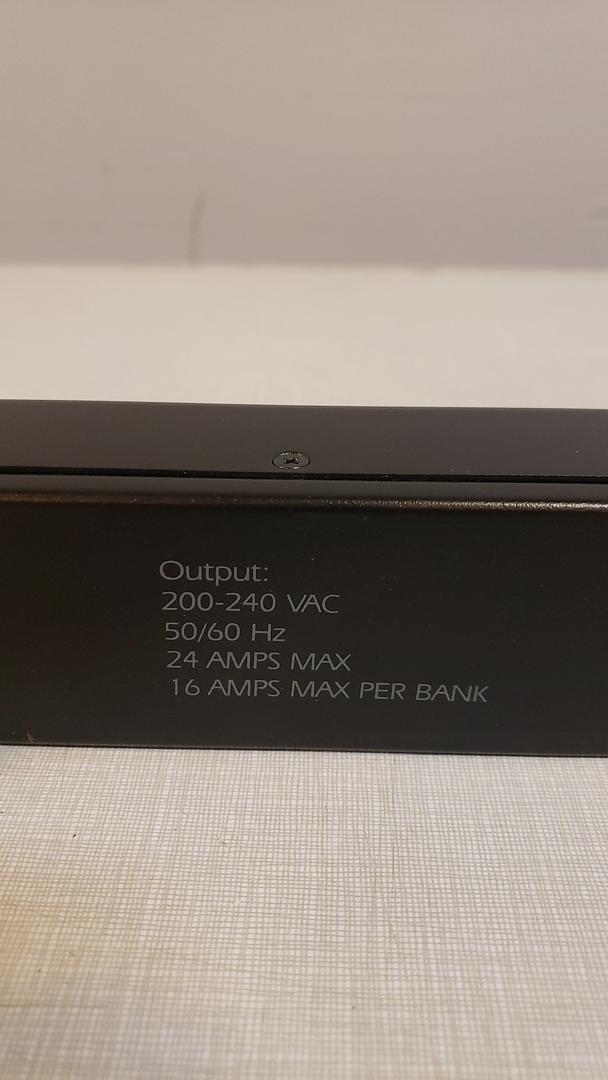 Output:
200-240 VAC
50/60 Hz
24 AMPS MAX
16 AMPS MAX PER BANK